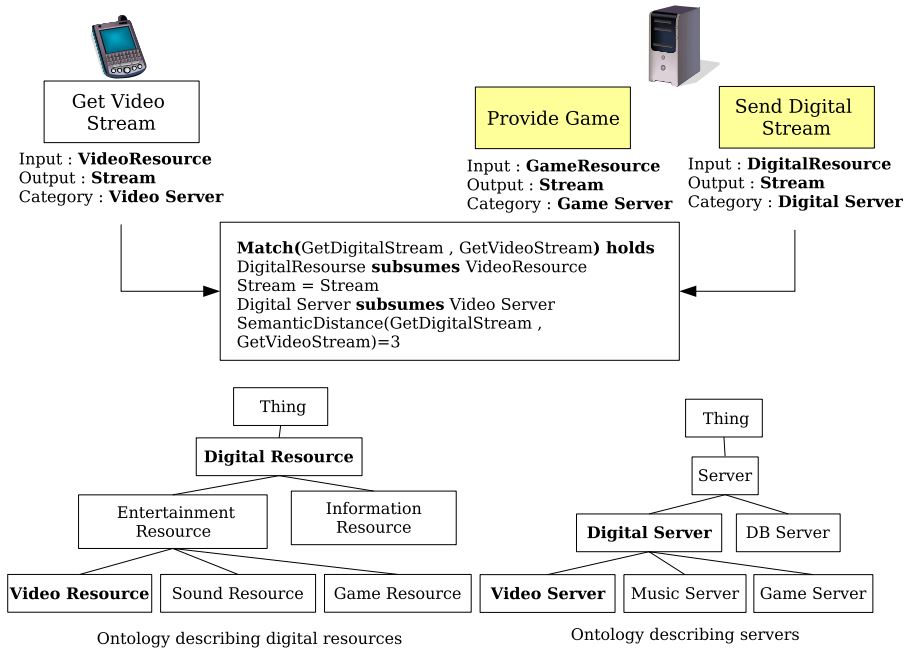 Get Video
Stream
Input : VideoResource
Output : Stream
Category : Video Server
Provide Game
Input : GameResource
Output : Stream
Category : Game Server
Send Digital
Stream
Input : DigitalResource
Output : Stream
Category : Digital Server
Match(GetDigitalStream , GetVideoStream) holds
DigitalResourse subsumes VideoResource
Stream = Stream
Digital Server subsumes Video Server
SemanticDistance(GetDigitalStream ,
GetVideoStream)=3
Thing
Digital Resource
Entertainment
Resource
Information
Resource
Video Resource
Sound Resource
Game Resource
Ontology describing digital resources
Thing
Server
Digital Server
DB Server
Video Server
Music Server
Game Server
Ontology describing servers